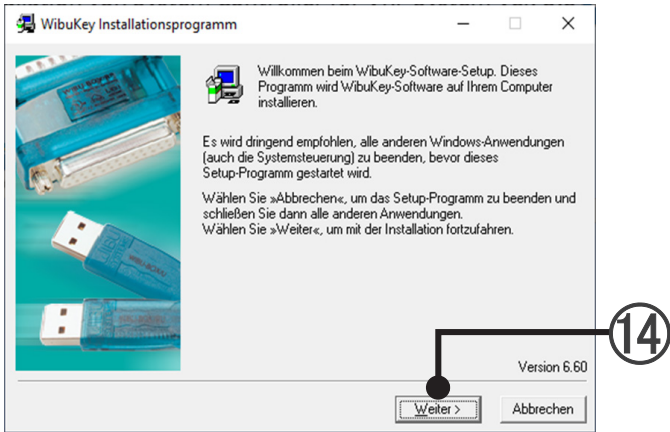 WibuKey Installationsprogramm
Willkommen beim WibuKey-Software-Setup. Dieses
Programm wird WibuKey-Software auf Ihrem Computer
installieren.
Es wird dringend empfohlen, alle anderen Windows-Anwendungen
(auch die Systemsteuerung) zu beenden, bevor dieses
Setup-Programm gestartet wird.
Wählen Sie »Abbrechen«, um das Setup-Programm zu beenden und
schließen Sie dann alle anderen Anwendungen.
Wählen Sie »Weiter«, um mit der Installation fortzufahren.
14
Version 6.60
Weiter >
Abbrechen